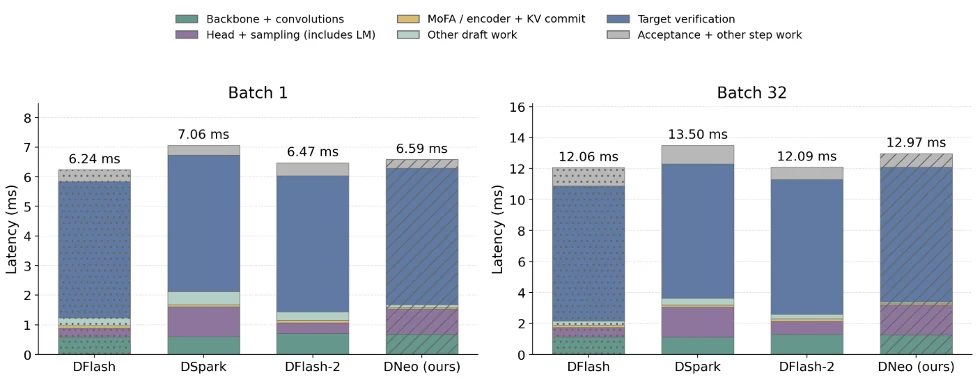 Backbone + convolutions
MoFA / encoder + KV commit
Target verification
Head + sampling (includes LM)
Other draft work
Acceptance + other step work
Batch 1
Latency (ms)
8
7
6
5
4
3
2
1
0
6.24 ms
7.06 ms
6.47 ms
6.59 ms
DFlash
DSpark
DFlash-2
DNeo (ours)
Batch 32
Latency (ms)
16
14
12
10
8
6
4
2
0
12.06 ms
13.50 ms
12.09 ms
12.97 ms
DFlash
DSpark
DFlash-2
DNeo (ours)